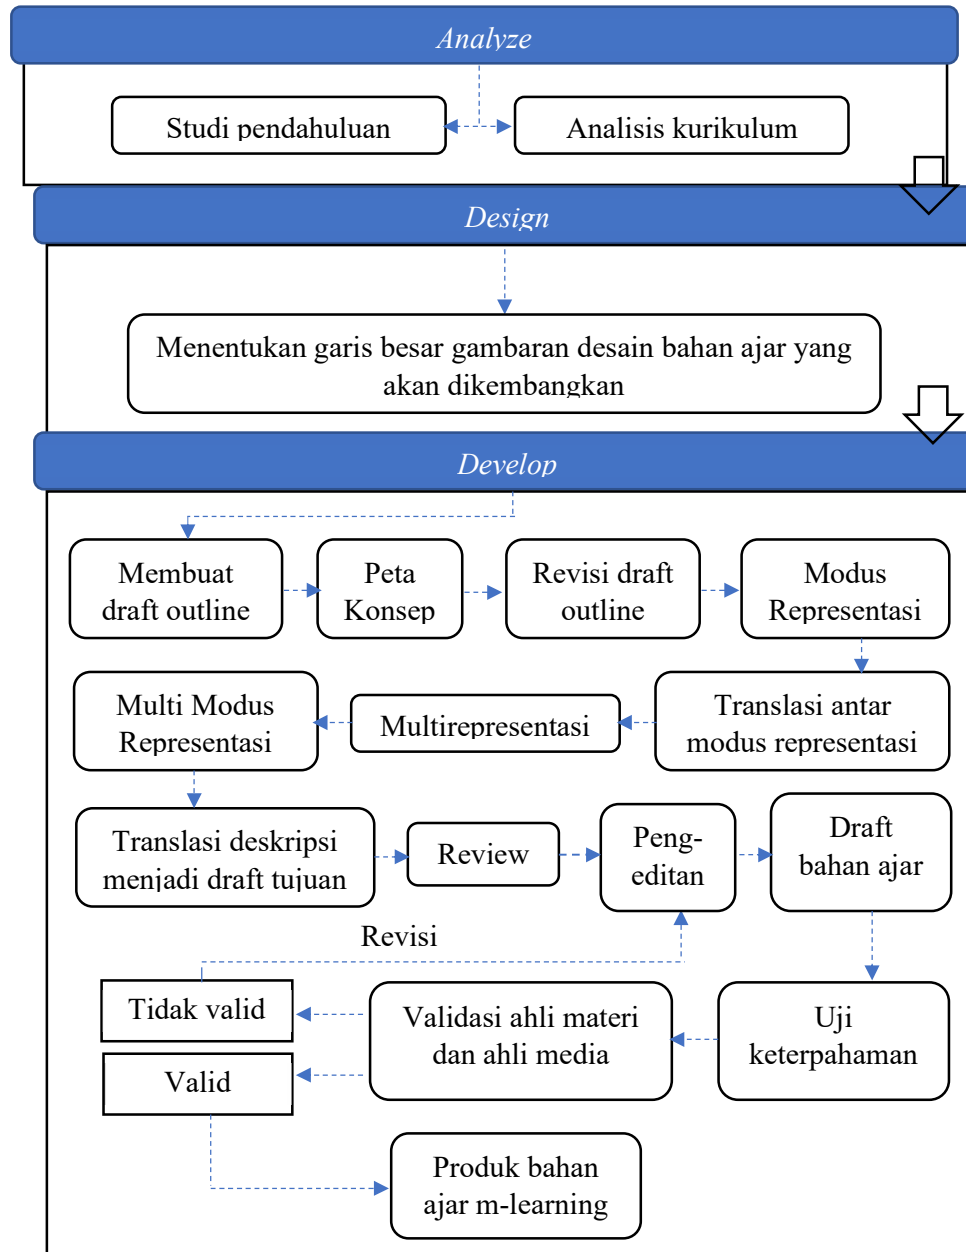 Analyze
Studi pendahuluan
Analisis kurikulum
Design
Menentukan garis besar gambaran desain bahan ajar yang
akan dikembangkan
Develop
Membuat
draft outline
Peta
Konsep
Revisi draft
outline
Modus
Representasi
Multi Modus
Representasi
Multirepresentasi
Translasi antar
modus representasi
Translasi deskripsi
menjadi draft tujuan
Review
Peng-
editan
Draft
bahan ajar
Revisi
Tidak valid
Valid
Validasi ahli materi
dan ahli media
Uji
keterpahaman
Produk bahan
ajar m-learning